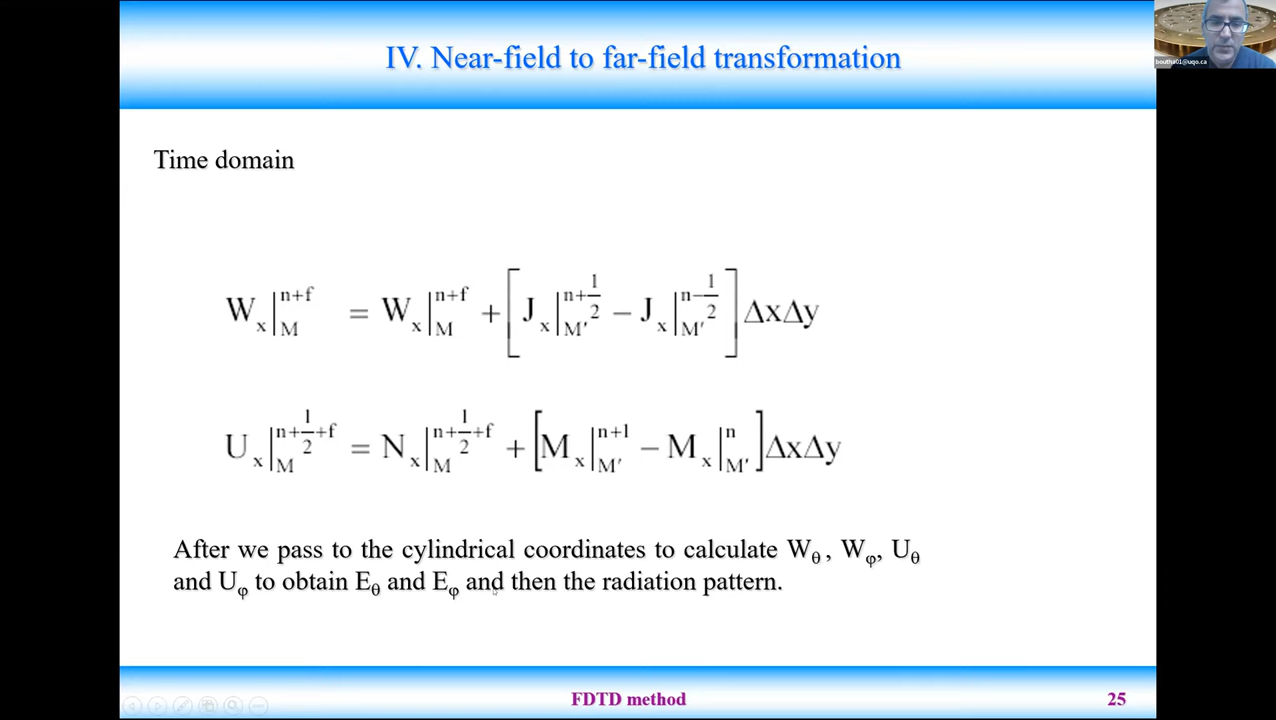 IV. Near-field to far-field transformation
boutha01@uqo.ca
Time domain
W_x|_M^{n+f} = W_x|_M^{n+f} + [J_x|_{M'}^{n+1/2} − J_x|_{M'}^{n−1/2}]ΔxΔy
U_x|_M^{n+1/2+f} = N_x|_M^{n+1/2+f} + [M_x|_{M'}^{n+1} − M_x|_{M'}^{n}]ΔxΔy
After we pass to the cylindrical coordinates to calculate W_θ , W_φ, U_θ
and U_φ to obtain E_θ and E_φ and then the radiation pattern.
FDTD method
25